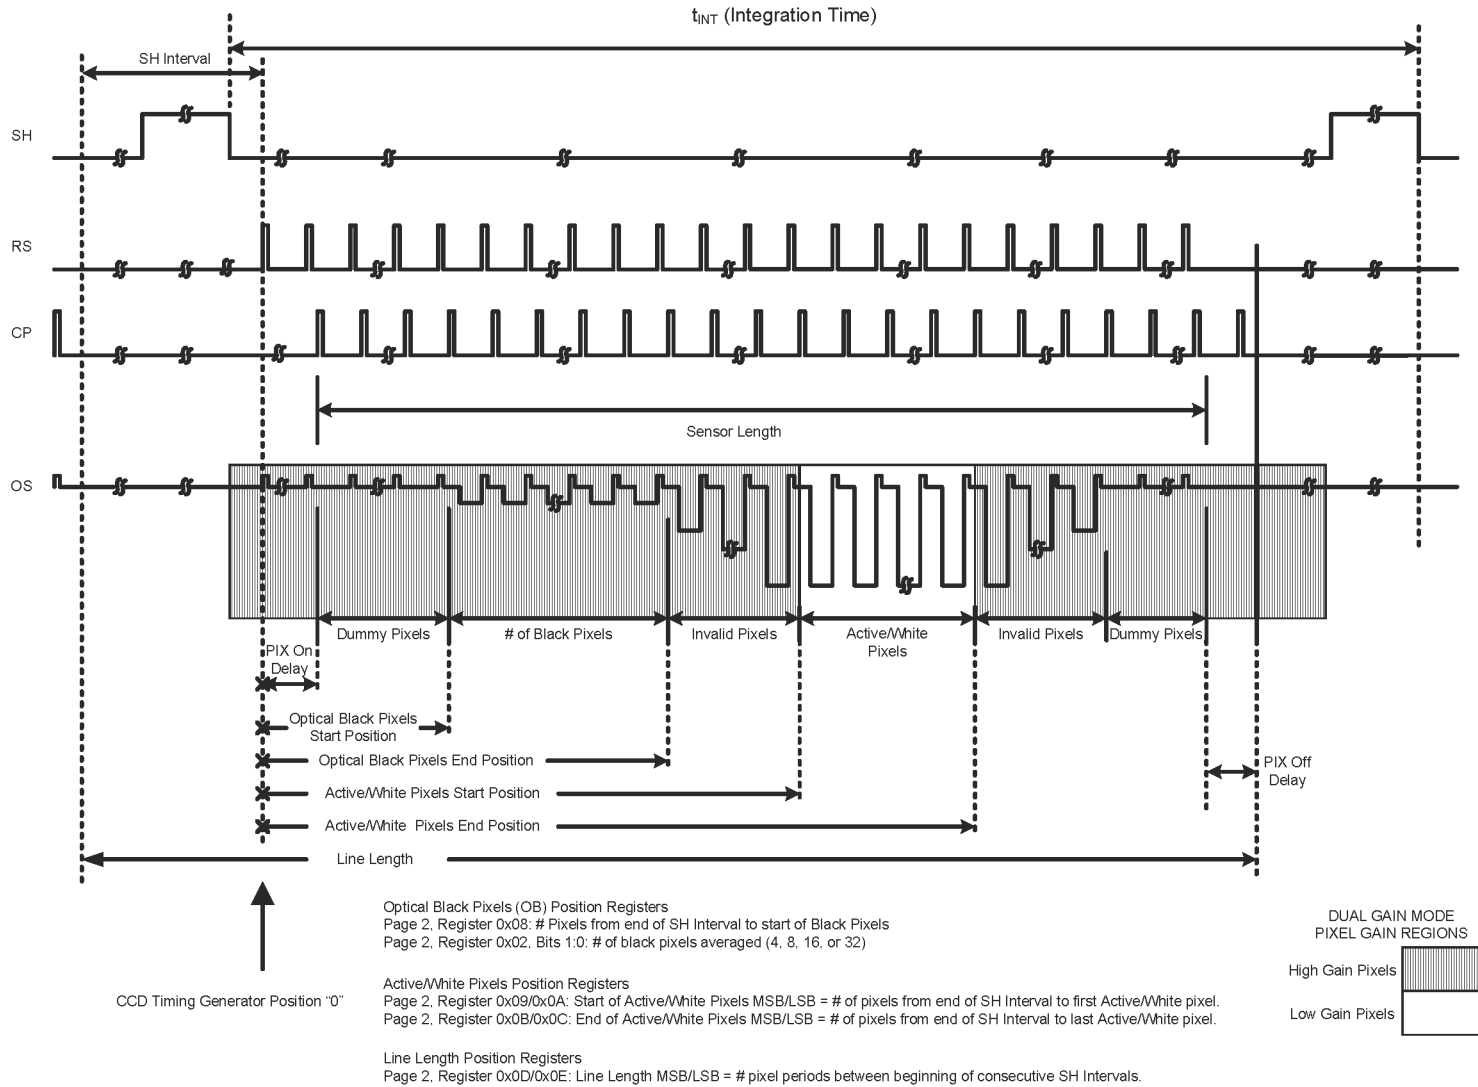 tINT (Integration Time)
SH Interval
SH
RS
CP
Sensor Length
OS
Dummy Pixels
# of Black Pixels
Invalid Pixels
Active/White
Pixels
Invalid Pixels
Dummy Pixels
PIX On
Delay
Optical Black Pixels
Start Position
Optical Black Pixels End Position
PIX Off
Delay
Active/White Pixels Start Position
Active/White Pixels End Position
Line Length
CCD Timing Generator Position "0"
Optical Black Pixels (OB) Position Registers
Page 2, Register 0x08: # Pixels from end of SH Interval to start of Black Pixels
Page 2, Register 0x02, Bits 1:0: # of black pixels averaged (4, 8, 16, or 32)
Active/White Pixels Position Registers
Page 2, Register 0x09/0x0A: Start of Active/White Pixels MSB/LSB = # of pixels from end of SH Interval to first Active/White pixel.
Page 2, Register 0x0B/0x0C: End of Active/White Pixels MSB/LSB = # of pixels from end of SH Interval to last Active/White pixel.
Line Length Position Registers
Page 2, Register 0x0D/0x0E: Line Length MSB/LSB = # pixel periods between beginning of consecutive SH Intervals.
DUAL GAIN MODE
PIXEL GAIN REGIONS
High Gain Pixels
Low Gain Pixels